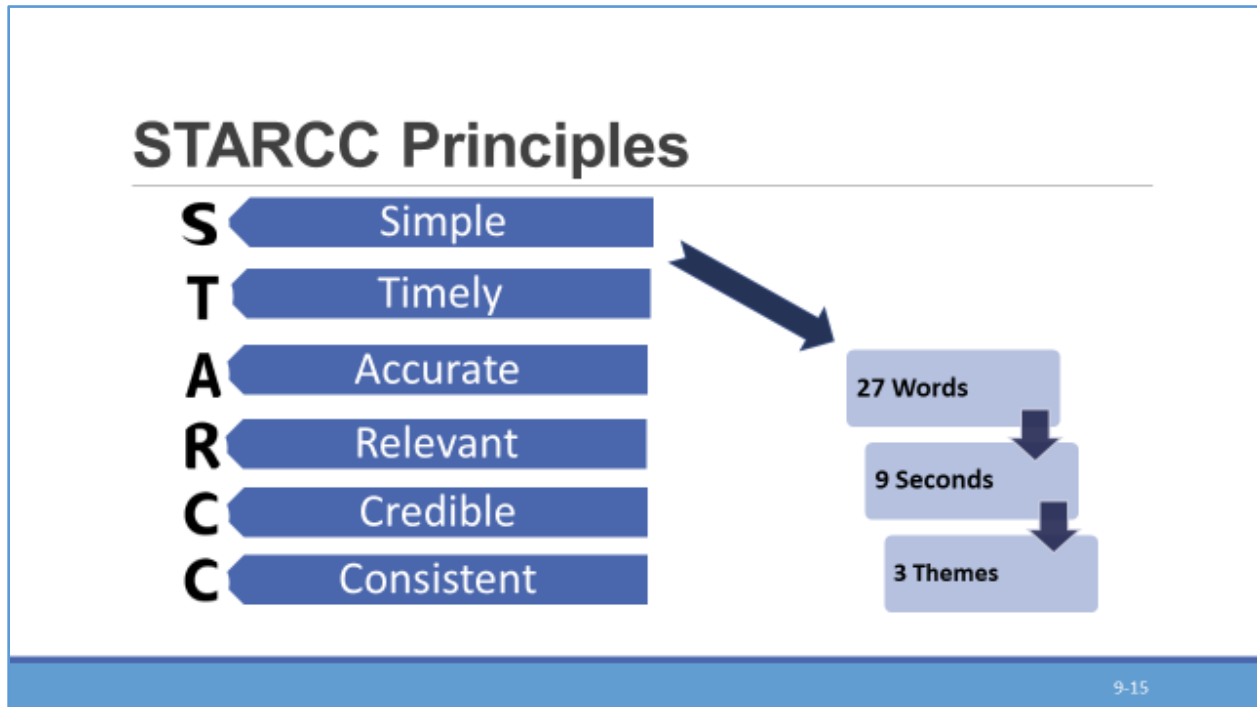 STARCC Principles
S Simple
T Timely
A Accurate
R Relevant
C Credible
C Consistent
27 Words
9 Seconds
3 Themes
9-15